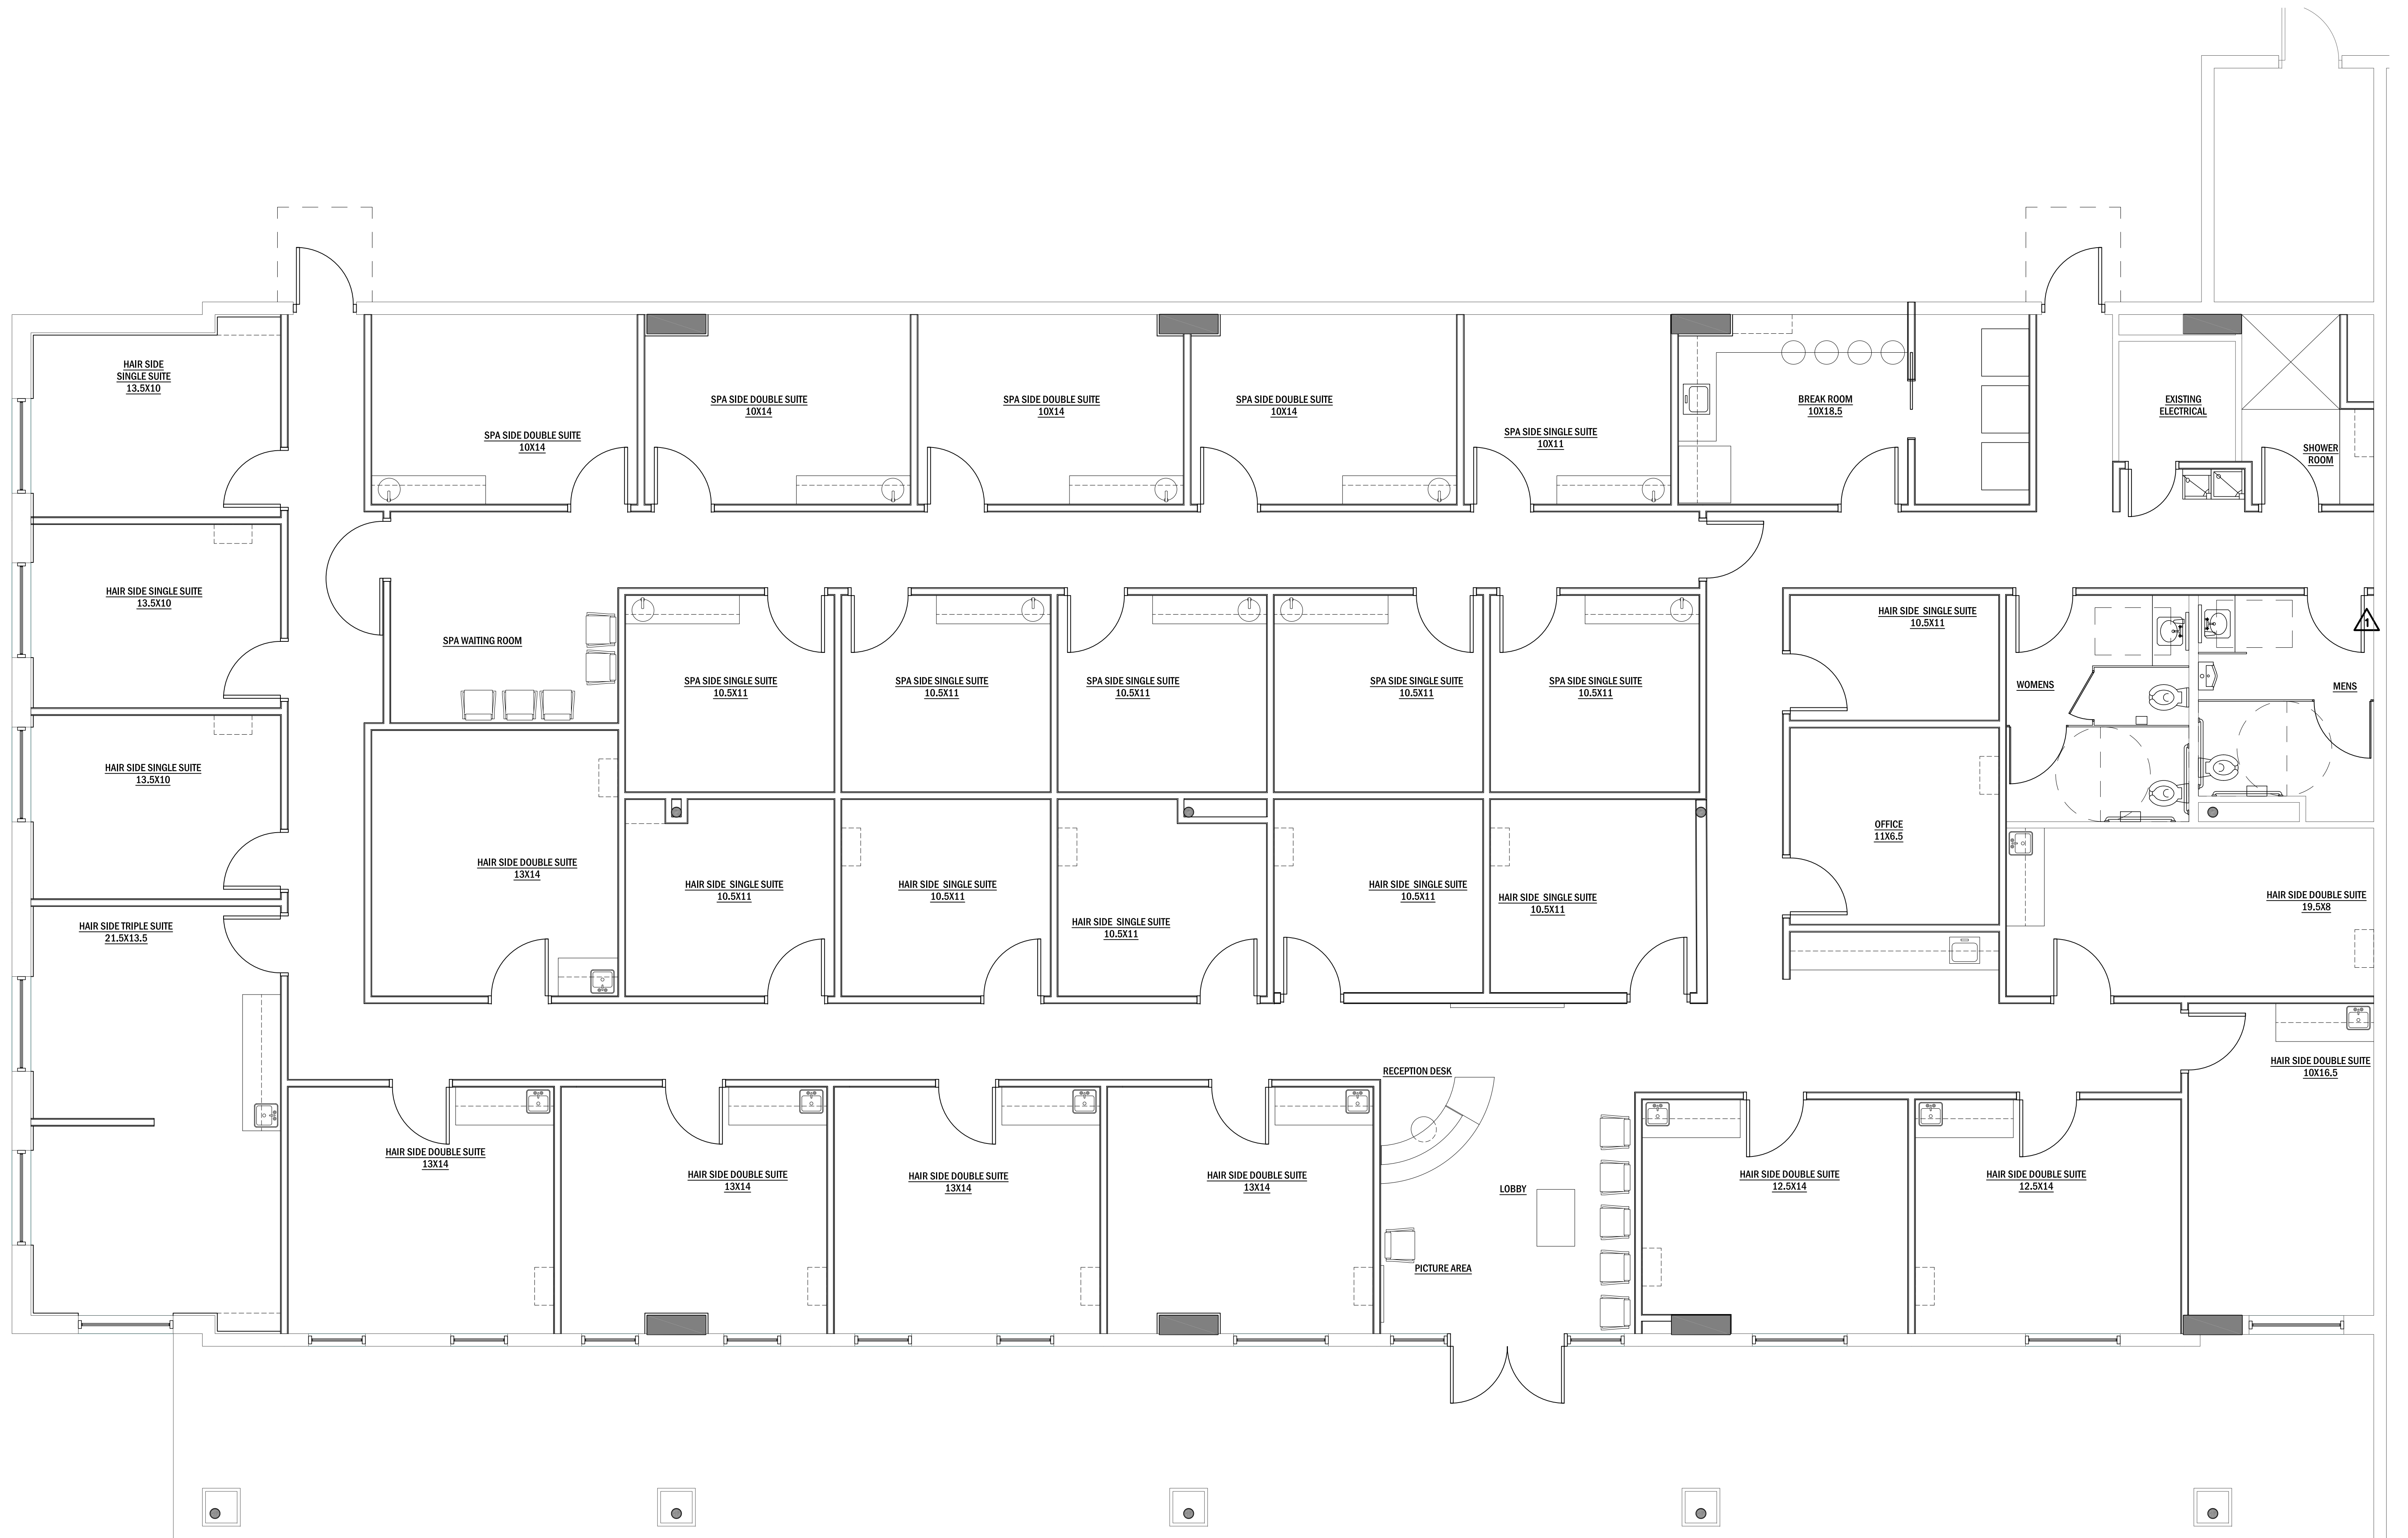 HAIR SIDE
SINGLE SUITE
13.5X10
SPA SIDE DOUBLE SUITE
10X14
SPA SIDE DOUBLE SUITE
10X14
SPA SIDE DOUBLE SUITE
10X14
SPA SIDE DOUBLE SUITE
10X14
SPA SIDE SINGLE SUITE
10X11
BREAK ROOM
10X18.5
EXISTING
ELECTRICAL
SHOWER
ROOM
HAIR SIDE SINGLE SUITE
13.5X10
SPA WAITING ROOM
HAIR SIDE SINGLE SUITE
10.5X11
1
SPA SIDE SINGLE SUITE
10.5X11
SPA SIDE SINGLE SUITE
10.5X11
SPA SIDE SINGLE SUITE
10.5X11
SPA SIDE SINGLE SUITE
10.5X11
SPA SIDE SINGLE SUITE
10.5X11
WOMENS
MENS
HAIR SIDE SINGLE SUITE
13.5X10
OFFICE
11X6.5
HAIR SIDE DOUBLE SUITE
13X14
HAIR SIDE SINGLE SUITE
10.5X11
HAIR SIDE SINGLE SUITE
10.5X11
HAIR SIDE SINGLE SUITE
10.5X11
HAIR SIDE SINGLE SUITE
10.5X11
HAIR SIDE SINGLE SUITE
10.5X11
HAIR SIDE DOUBLE SUITE
19.5X8
HAIR SIDE TRIPLE SUITE
21.5X13.5
RECEPTION DESK
HAIR SIDE DOUBLE SUITE
10X16.5
HAIR SIDE DOUBLE SUITE
13X14
HAIR SIDE DOUBLE SUITE
13X14
HAIR SIDE DOUBLE SUITE
13X14
HAIR SIDE DOUBLE SUITE
13X14
LOBBY
HAIR SIDE DOUBLE SUITE
12.5X14
HAIR SIDE DOUBLE SUITE
12.5X14
PICTURE AREA